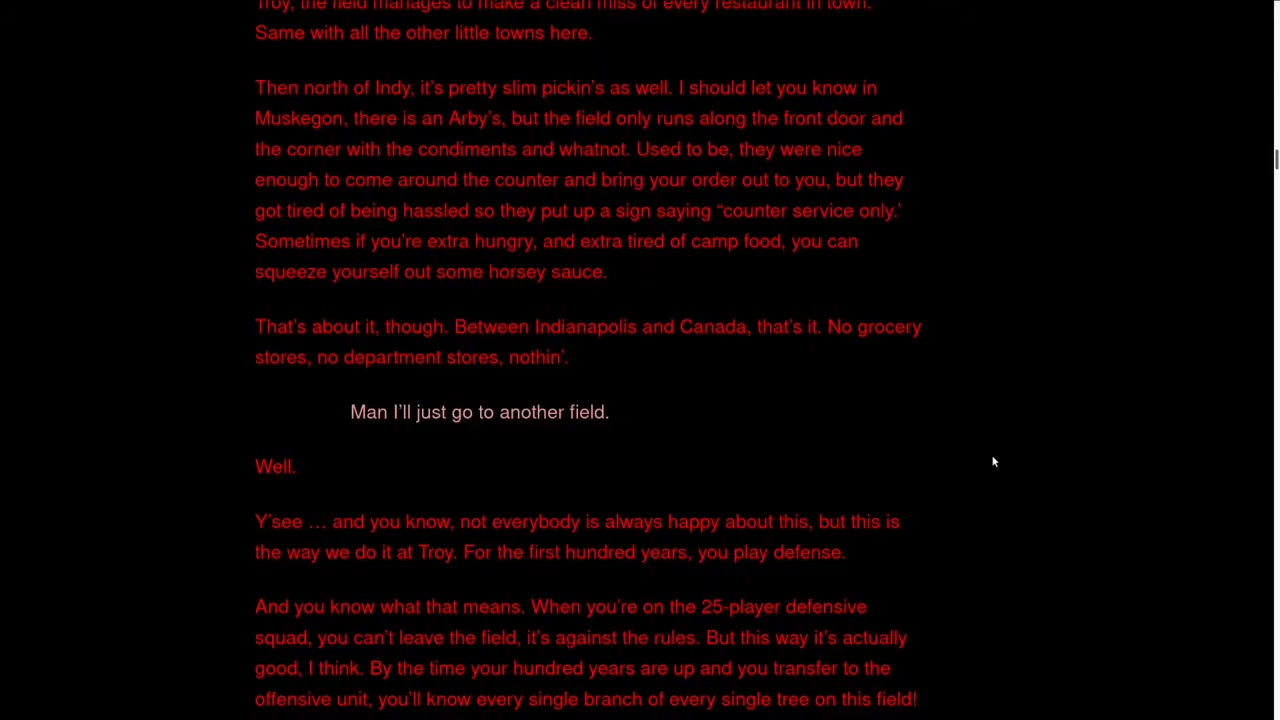 Troy, the field manages to make a clean miss of every restaurant in town.
Same with all the other little towns here.
Then north of Indy, it’s pretty slim pickin’s as well. I should let you know in
Muskegon, there is an Arby’s, but the field only runs along the front door and
the corner with the condiments and whatnot. Used to be, they were nice
enough to come around the counter and bring your order out to you, but they
got tired of being hassled so they put up a sign saying “counter service only.’
Sometimes if you’re extra hungry, and extra tired of camp food, you can
squeeze yourself out some horsey sauce.
That’s about it, though. Between Indianapolis and Canada, that’s it. No grocery
stores, no department stores, nothin’.
Man I’ll just go to another field.
Well.
Y’see … and you know, not everybody is always happy about this, but this is
the way we do it at Troy. For the first hundred years, you play defense.
And you know what that means. When you’re on the 25-player defensive
squad, you can’t leave the field, it’s against the rules. But this way it’s actually
good, I think. By the time your hundred years are up and you transfer to the
offensive unit, you’ll know every single branch of every single tree on this field!